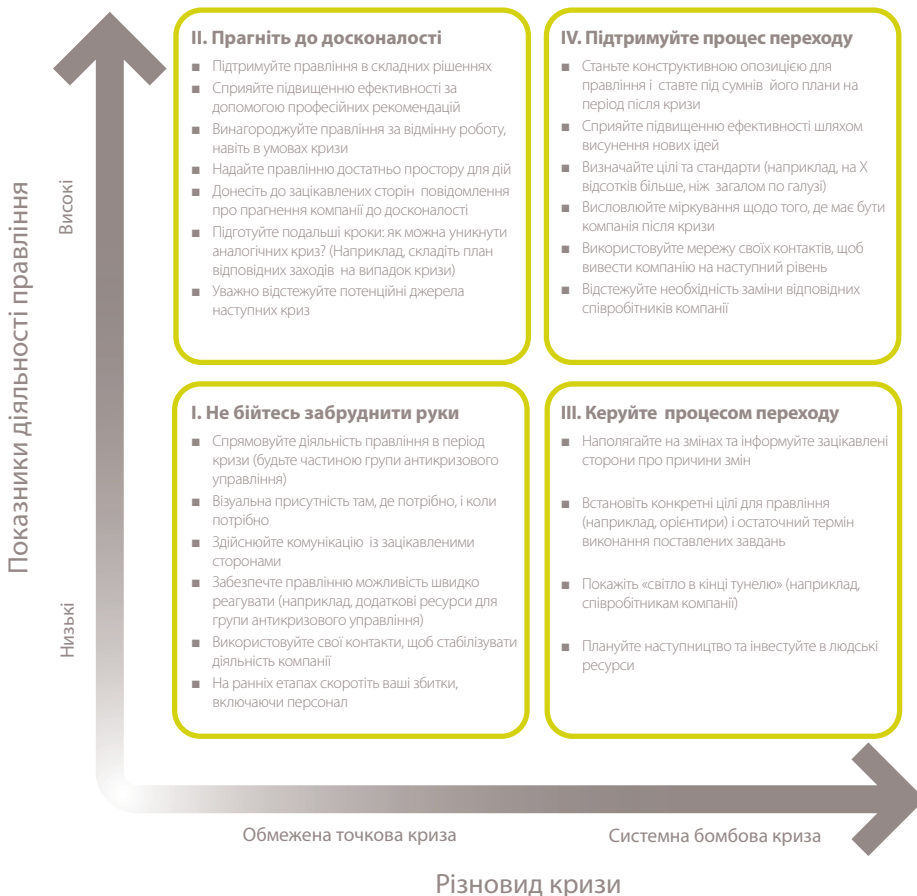 Показники діяльності правління
Високі
Низькі
II. Прагніть до досконалості
■ Підтримуйте правління в складних рішеннях
■ Сприяйте підвищенню ефективності за
допомогою професійних рекомендацій
■ Винагороджуйте правління за відмінну роботу,
навіть в умовах кризи
■ Надайте правлінню достатньо простору для дій
■ Донесіть до зацікавлених сторін повідомлення
про прагнення компанії до досконалості
■ Підготуйте подальші кроки: як можна уникнути
аналогічних криз? (Наприклад, складіть план
відповідних заходів на випадок кризи)
■ Уважно відстежуйте потенційні джерела
наступних криз
IV. Підтримуйте процес переходу
■ Станьте конструктивною опозицією для
правління і ставте під сумнів його плани на
період після кризи
■ Сприяйте підвищенню ефективності шляхом
висунення нових ідей
■ Визначайте цілі та стандарти (наприклад, на X
відсотків більше, ніж загалом по галузі)
■ Висловлюйте міркування щодо того, де має бути
компанія після кризи
■ Використовуйте мережу своїх контактів, щоб
вивести компанію на наступний рівень
■ Відстежуйте необхідність заміни відповідних
співробітників компанії
I. Не бійтесь забруднити руки
■ Спрямовуйте діяльність правління в період
кризи (будьте частиною групи антикризового
управління)
■ Візуальна присутність там, де потрібно, і коли
потрібно
■ Здійснюйте комунікацію із зацікавленими
сторонами
■ Забезпечте правлінню можливість швидко
реагувати (наприклад, додаткові ресурси для
групи антикризового управління)
■ Використовуйте свої контакти, щоб стабілізувати
діяльність компанії
■ На ранніх етапах скоротіть ваші збитки,
включаючи персонал
III. Керуйте процесом переходу
■ Наполягайте на змінах та інформуйте зацікавлені
сторони про причини змін
■ Встановіть конкретні цілі для правління
(наприклад, орієнтири) і остаточний термін
виконання поставлених завдань
■ Покажіть «світло в кінці тунелю» (наприклад,
співробітникам компанії)
■ Плануйте наступництво та інвестуйте в людські
ресурси
Обмежена точкова криза
Системна бомбова криза
Різновид кризи